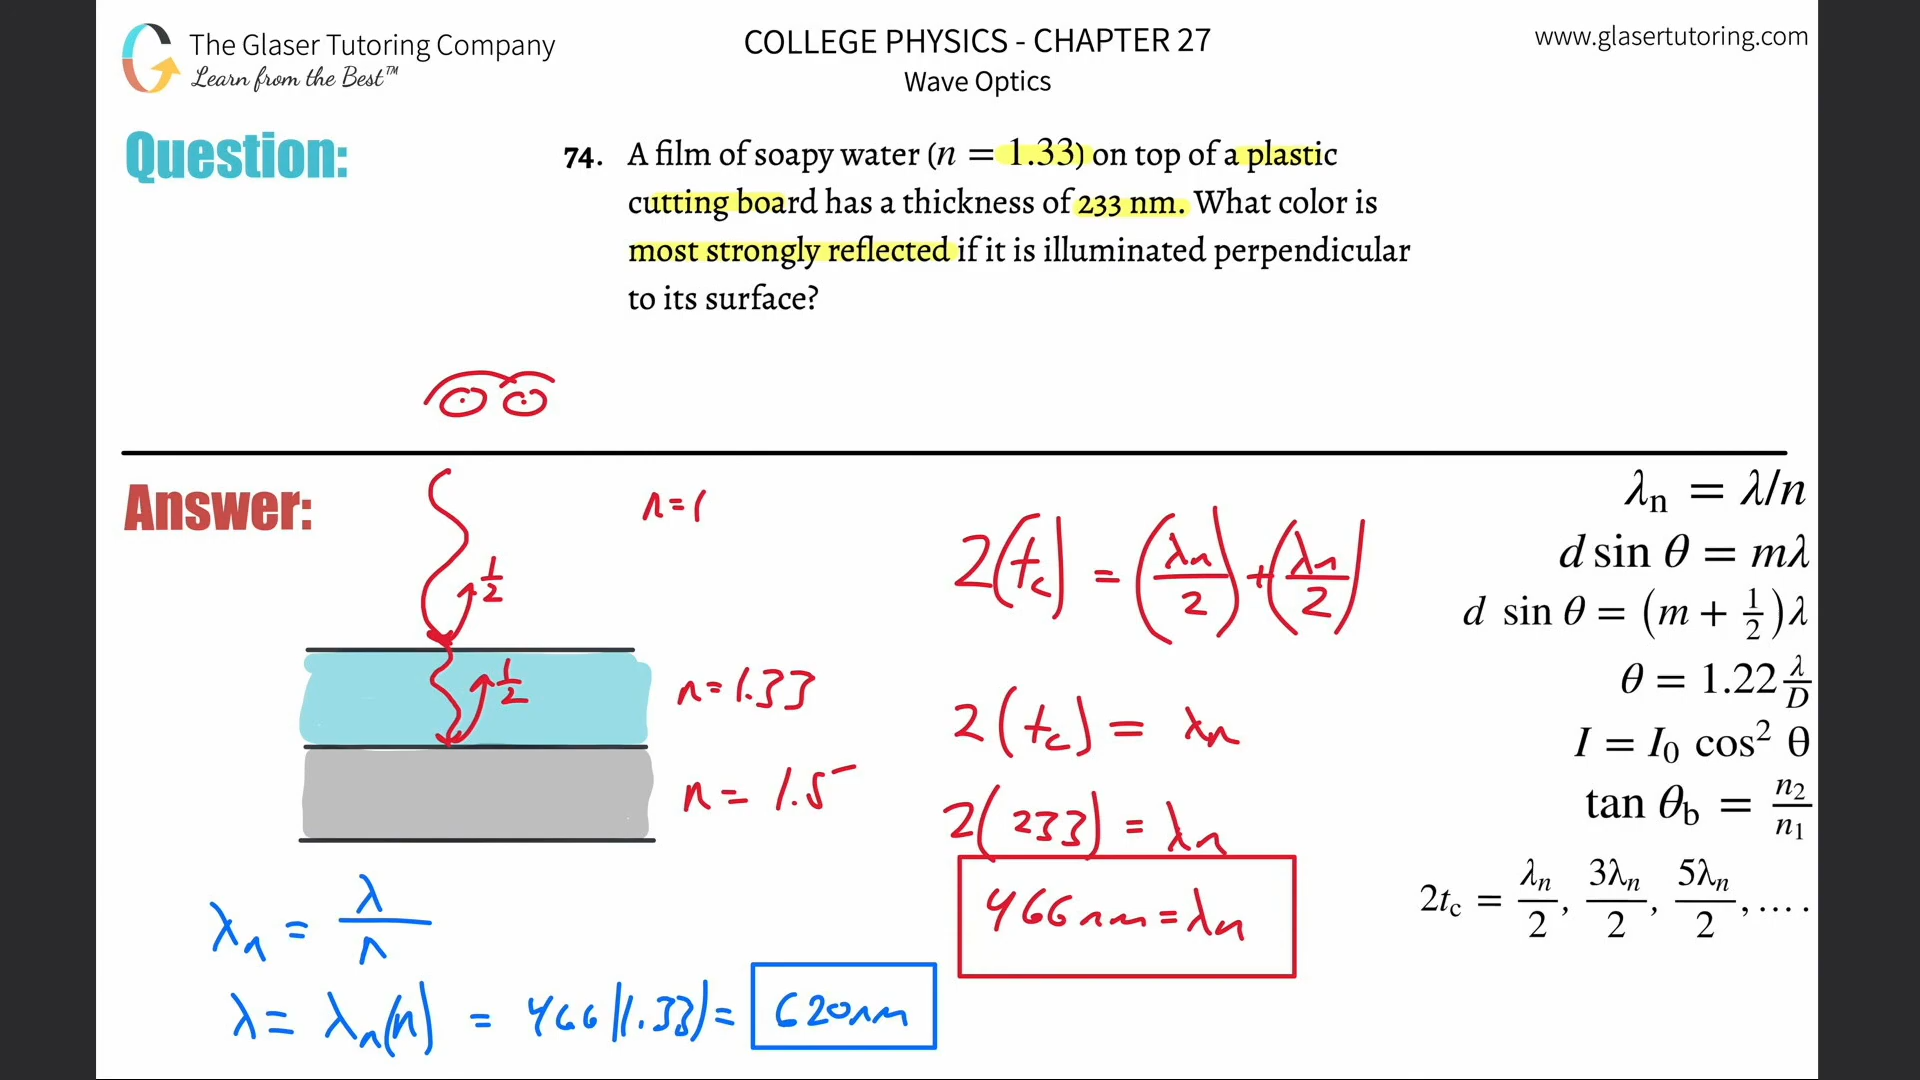 The Glaser Tutoring Company
Learn from the Best™
COLLEGE PHYSICS - CHAPTER 27
Wave Optics
www.glasertutoring.com
Question:
74. A film of soapy water (n = 1.33) on top of a plastic
cutting board has a thickness of 233 nm. What color is
most strongly reflected if it is illuminated perpendicular
to its surface?
Answer:
n = 1
1/2
1/2
n = 1.33
n = 1.5
λn = λ/n
λ = λn(n) = 466(1.33) = 620nm
2(tc) = (λn/2) + (λn/2)
2(tc) = λn
2(233) = λn
466nm = λn
λn = λ/n
d sin θ = mλ
d sin θ = (m + 1/2)λ
θ = 1.22 λ/D
I = I0 cos² θ
tan θb = n2/n1
2tc = λn/2, 3λn/2, 5λn/2, ... .